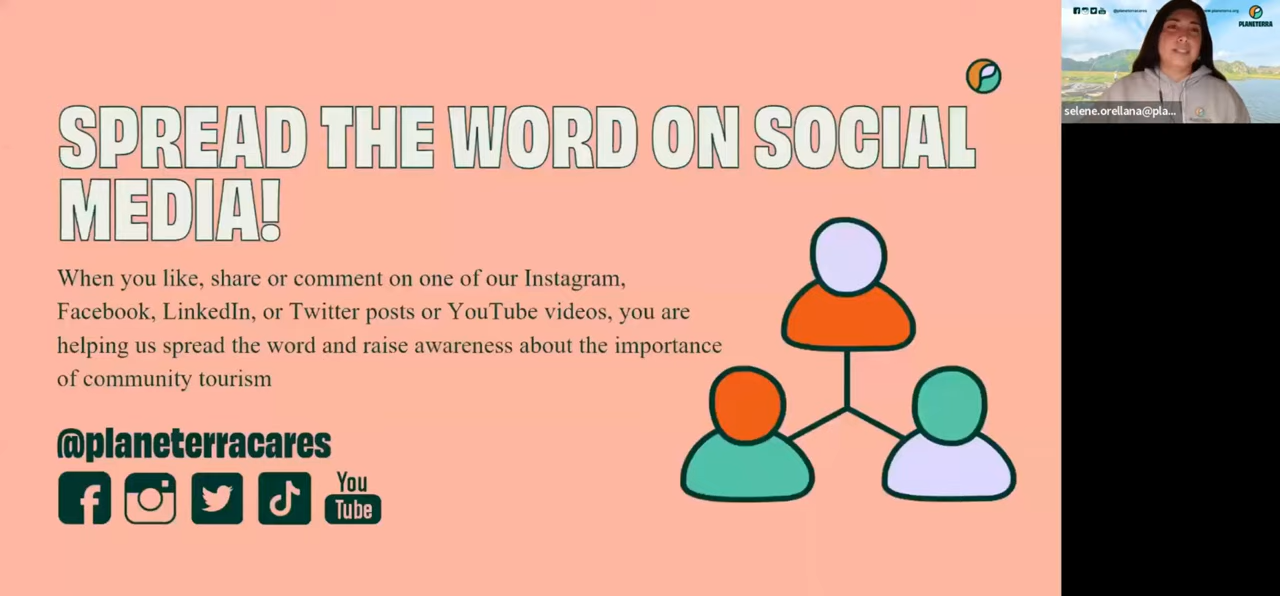 SPREAD THE WORD ON SOCIAL
MEDIA!
When you like, share or comment on one of our Instagram,
Facebook, LinkedIn, or Twitter posts or YouTube videos, you are
helping us spread the word and raise awareness about the importance
of community tourism
@planeterracares
You
Tube
@planeterracares
PLANETERRA
selene.orellana@pla...